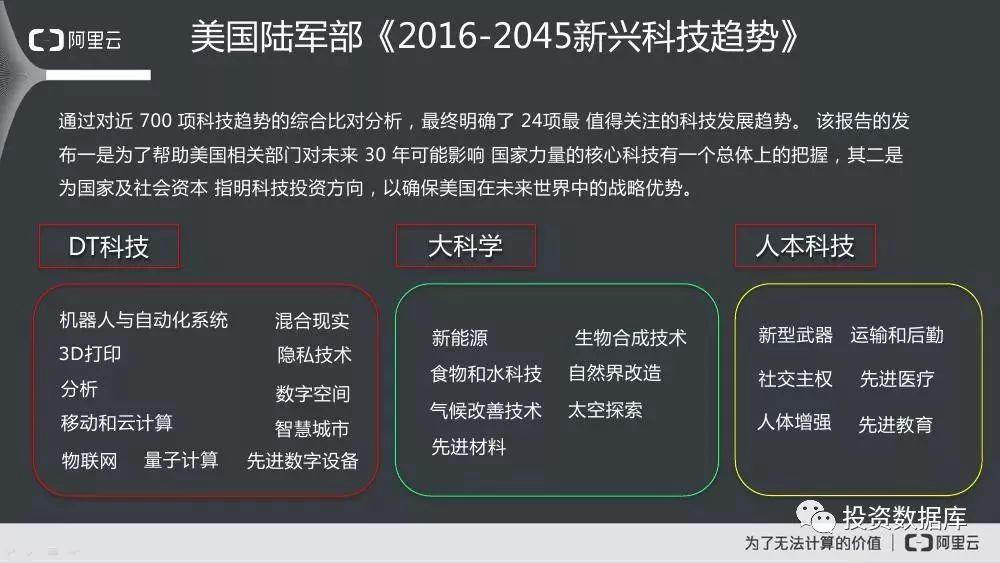 阿里云
美国陆军部《2016-2045新兴科技趋势》
通过对近 700 项科技趋势的综合比对分析，最终明确了 24项最 值得关注的科技发展趋势。 该报告的发
布一是为了帮助美国相关部门对未来 30 年可能影响 国家力量的核心科技有一个总体上的把握，其二是
为国家及社会资本 指明科技投资方向，以确保美国在未来世界中的战略优势。
DT科技
机器人与自动化系统 混合现实
3D打印 隐私技术
分析 数字空间
移动和云计算 智慧城市
物联网 量子计算 先进数字设备
大科学
新能源 生物合成技术
食物和水科技 自然界改造
气候改善技术 太空探索
先进材料
人本科技
新型武器 运输和后勤
社交主权 先进医疗
人体增强 先进教育
投资数据库
为了无法计算的价值 | 阿里云